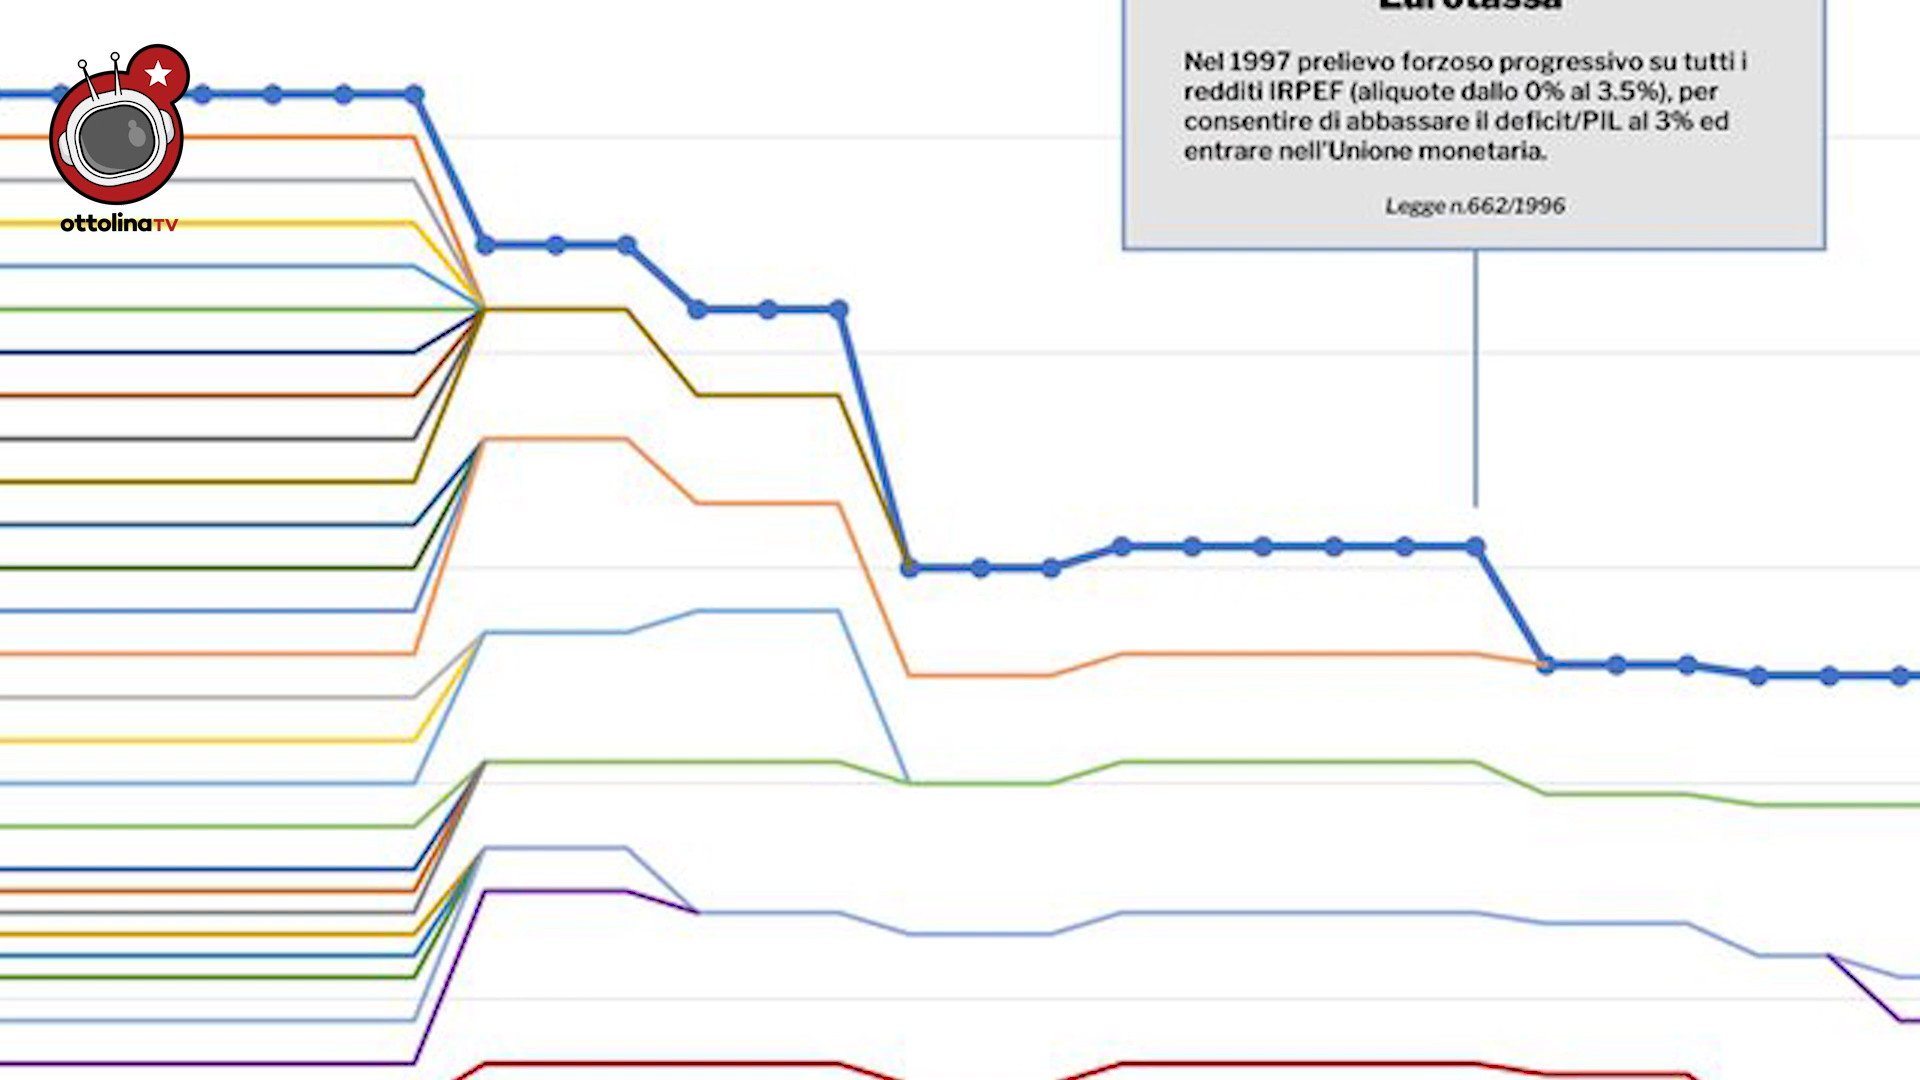 Eurotassa
Nel 1997 prelievo forzoso progressivo su tutti i
redditi IRPEF (aliquote dallo 0% al 3.5%), per
consentire di abbassare il deficit/PIL al 3% ed
entrare nell'Unione monetaria.
Legge n.662/1996
ottolinaTV